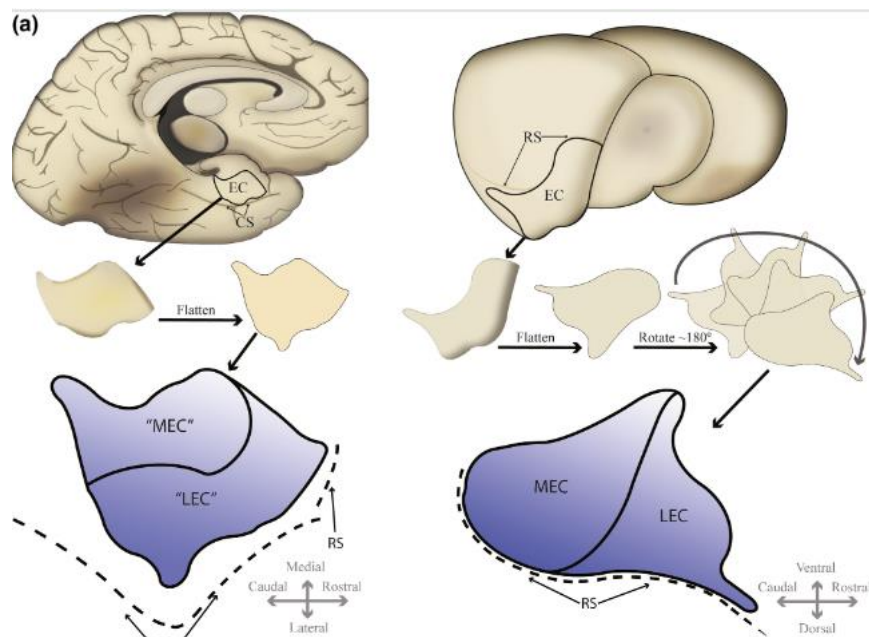 (a)
RS
EC
EC
CS
Flatten
Flatten
Rotate ~180°
"MEC"
"LEC"
MEC
LEC
RS
RS
Medial
Caudal Rostral
Lateral
Ventral
Caudal Rostral
Dorsal